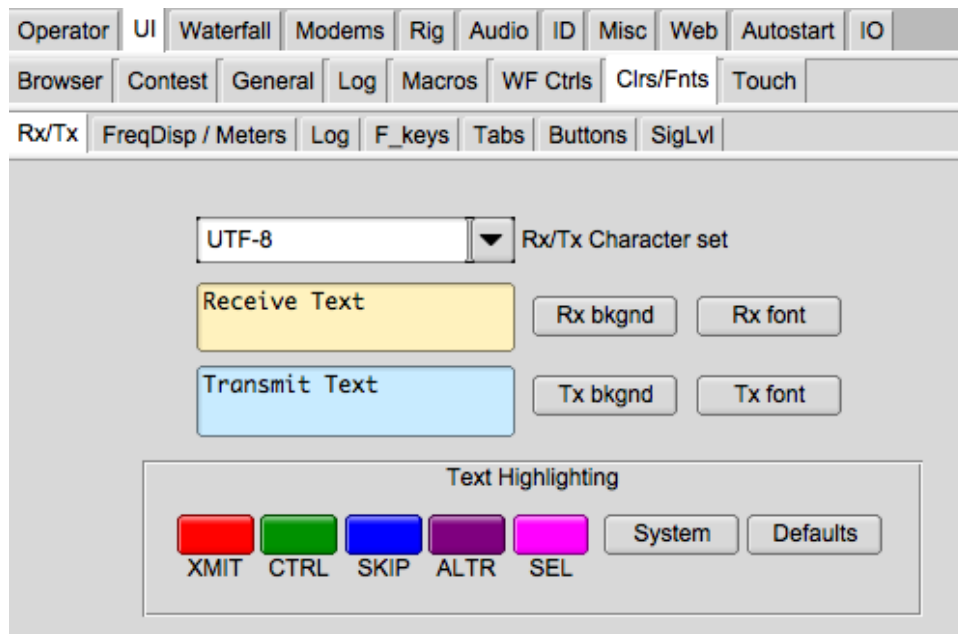 Operator UI Waterfall Modems Rig Audio ID Misc Web Autostart IO
Browser Contest General Log Macros WF Ctrls Clrs/Fnts Touch
Rx/Tx FreqDisp / Meters Log F_keys Tabs Buttons SigLvl
UTF-8 Rx/Tx Character set
Receive Text Rx bkgnd Rx font
Transmit Text Tx bkgnd Tx font
Text Highlighting
System Defaults
XMIT CTRL SKIP ALTR SEL